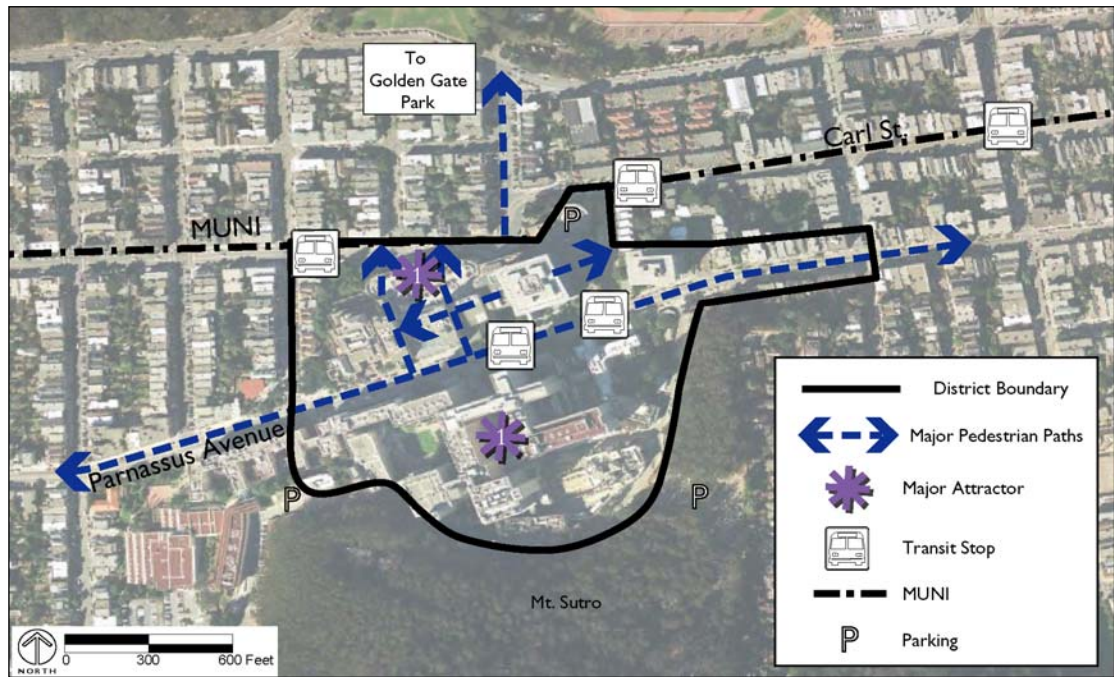 To
Golden Gate
Park
Carl St.
MUNI
P
1
Parnassus Avenue
1
P
P
Mt. Sutro
NORTH
0 300 600 Feet
District Boundary
Major Pedestrian Paths
Major Attractor
Transit Stop
MUNI
P Parking